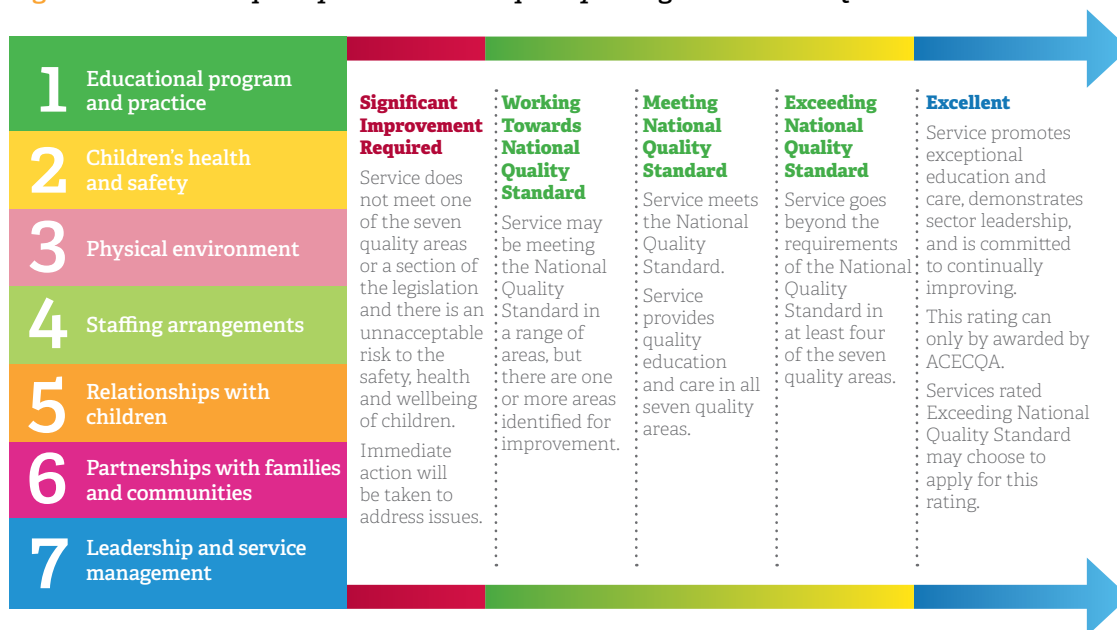 1
Educational program
and practice
2
Children's health
and safety
3
Physical environment
4
Staffing arrangements
5
Relationships with
children
6
Partnerships with families
and communities
7
Leadership and service
management
Significant
Improvement
Required
Service does
not meet one
of the seven
quality areas
or a section of
the legislation
and there is an
unacceptable
risk to the
safety, health
and wellbeing
of children.
Immediate
action will
be taken to
address issues.
Working
Towards
National
Quality
Standard
Service may
be meeting
the National
Quality
Standard in
a range of
areas, but
there are one
or more areas
identified for
improvement.
Meeting
National
Quality
Standard
Service meets
the National
Quality
Standard.
Service
provides
quality
education
and care in all
seven quality
areas.
Exceeding
National
Quality
Standard
Service goes
beyond the
requirements
of the National
Quality
Standard in
at least four
of the seven
quality areas.
Excellent
Service promotes
exceptional
education and
care, demonstrates
sector leadership,
and is committed
to continually
improving.
This rating can
only by awarded by
ACECQA.
Services rated
Exceeding National
Quality Standard
may choose to
apply for this
rating.